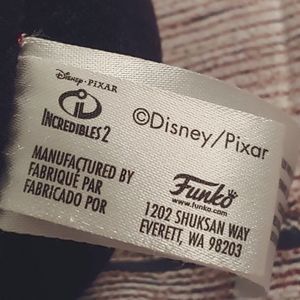 Disney · PIXAR
INCREDIBLES 2
©Disney/Pixar
MANUFACTURED BY
FABRIQUÉ PAR
FABRICADO POR
Funko
www.funko.com
1202 SHUKSAN WAY
EVERETT, WA 98203